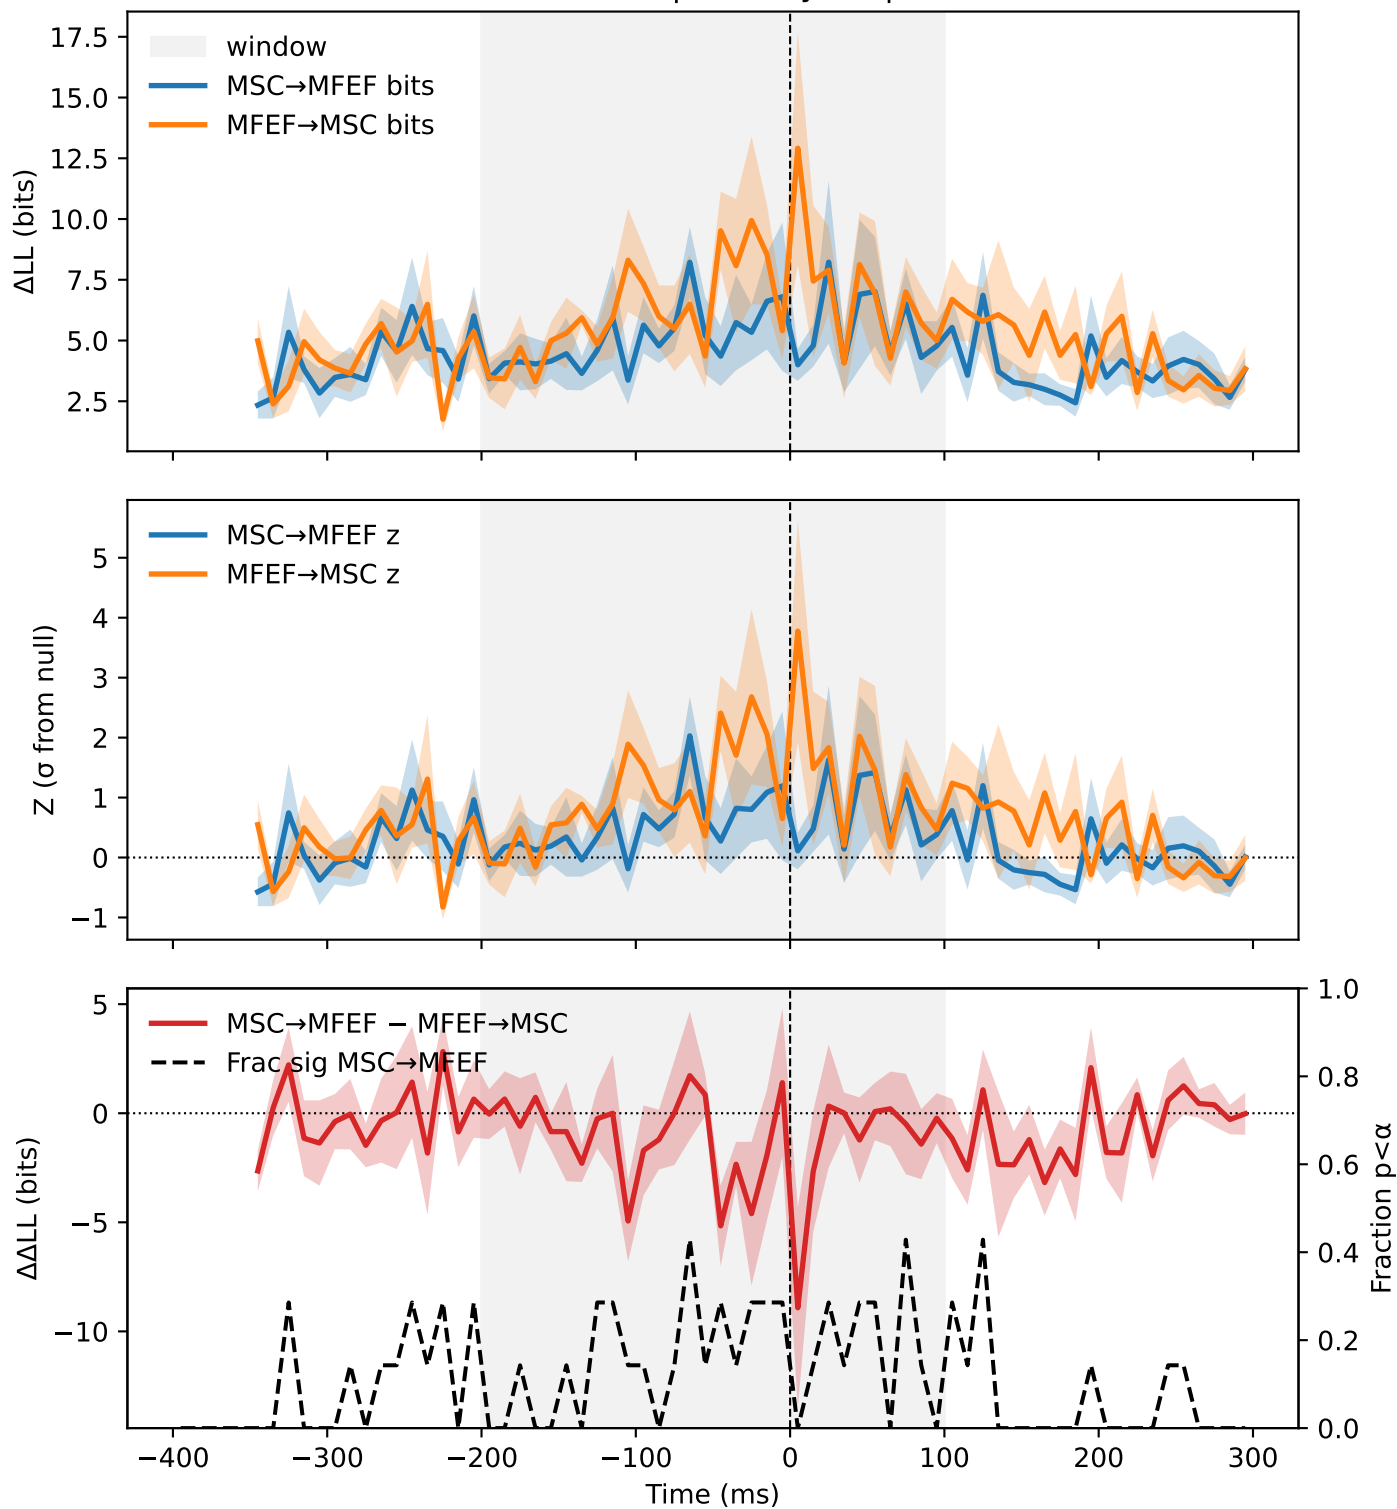 17.5
15.0
12.5
10.0
7.5
5.0
2.5
ΔLL (bits)
window
MSC→MFEF bits
MFEF→MSC bits
5
4
3
2
1
0
−1
Z (σ from null)
MSC→MFEF z
MFEF→MSC z
5
0
−5
−10
ΔΔLL (bits)
MSC→MFEF − MFEF→MSC
Frac sig MSC→MFEF
1.0
0.8
0.6
0.4
0.2
0.0
Fraction p<α
−400 −300 −200 −100 0 100 200 300
Time (ms)